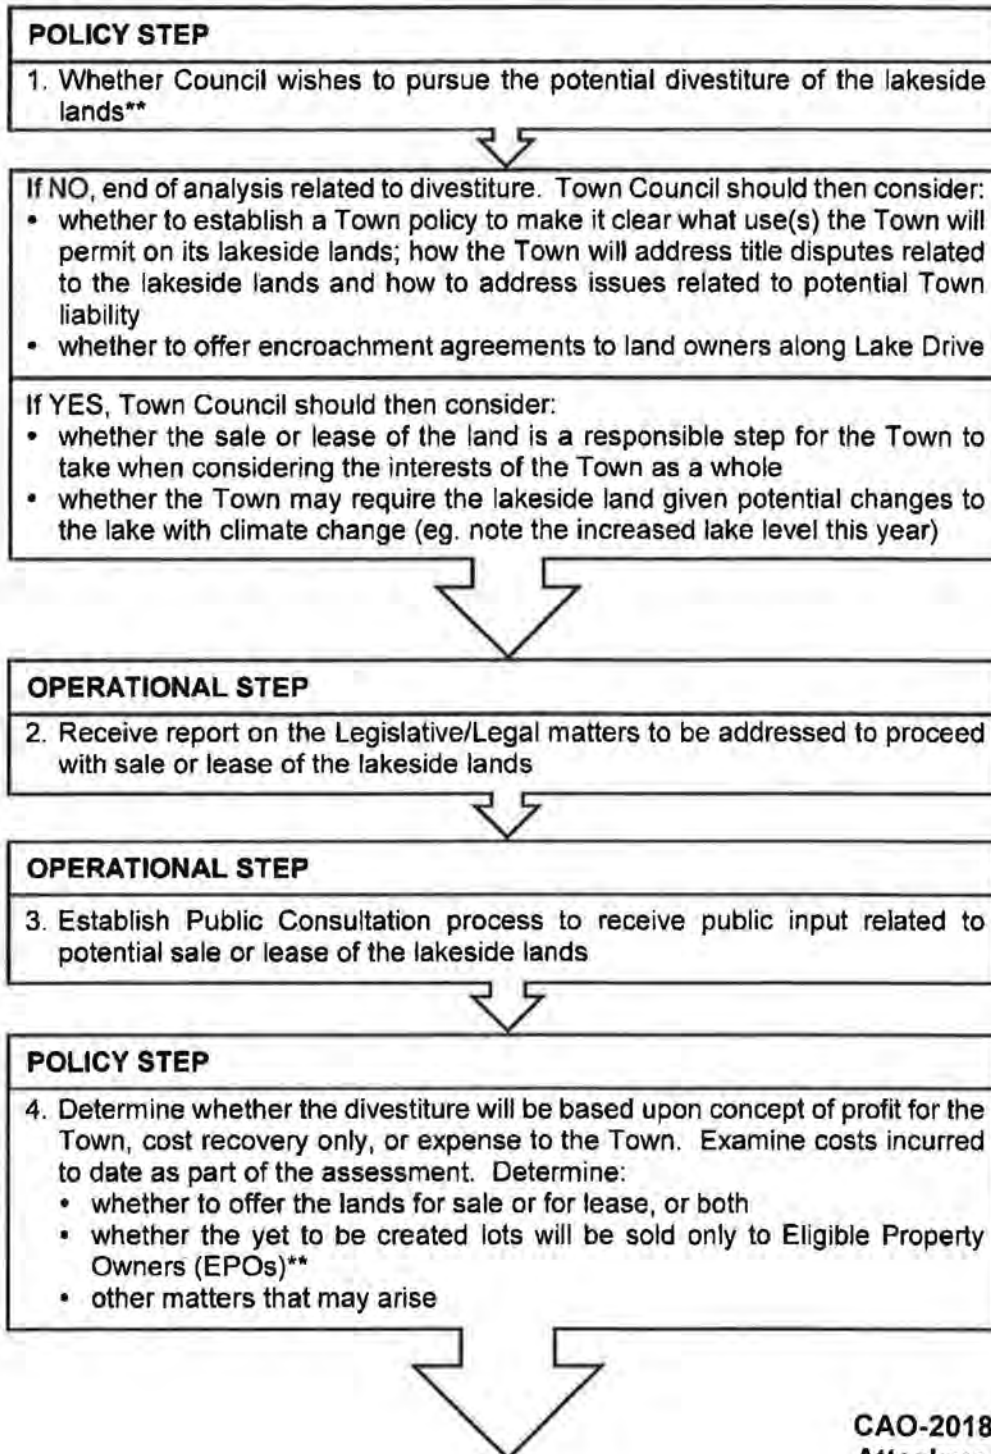 POLICY STEP
1. Whether Council wishes to pursue the potential divestiture of the lakeside
lands**
If NO, end of analysis related to divestiture. Town Council should then consider:
• whether to establish a Town policy to make it clear what use(s) the Town will
permit on its lakeside lands; how the Town will address title disputes related
to the lakeside lands and how to address issues related to potential Town
liability
• whether to offer encroachment agreements to land owners along Lake Drive
If YES, Town Council should then consider:
• whether the sale or lease of the land is a responsible step for the Town to
take when considering the interests of the Town as a whole
• whether the Town may require the lakeside land given potential changes to
the lake with climate change (eg. note the increased lake level this year)
OPERATIONAL STEP
2. Receive report on the Legislative/Legal matters to be addressed to proceed
with sale or lease of the lakeside lands
OPERATIONAL STEP
3. Establish Public Consultation process to receive public input related to
potential sale or lease of the lakeside lands
POLICY STEP
4. Determine whether the divestiture will be based upon concept of profit for the
Town, cost recovery only, or expense to the Town. Examine costs incurred
to date as part of the assessment. Determine:
• whether to offer the lands for sale or for lease, or both
• whether the yet to be created lots will be sold only to Eligible Property
Owners (EPOs)**
• other matters that may arise
CAO-2018